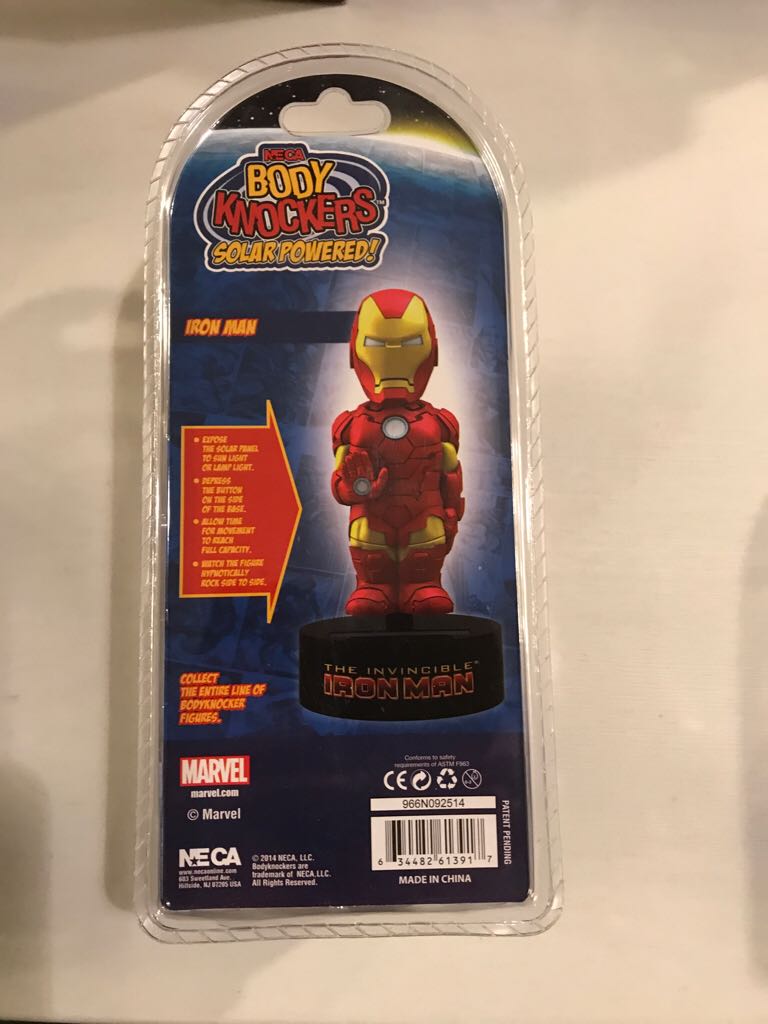 NECA
BODY
KNOCKERS™
SOLAR POWERED!
IRON MAN
• EXPOSE
THE SOLAR PANEL
TO SUN LIGHT
OR LAMP LIGHT.
• DEPRESS
THE BUTTON
ON THE SIDE
OF THE BASE.
• ALLOW TIME
FOR MOVEMENT
TO REACH
FULL CAPACITY.
• WATCH THE FIGURE
HYPNOTICALLY
ROCK SIDE TO SIDE.
THE INVINCIBLE®
IRON MAN
COLLECT
THE ENTIRE LINE OF
BODYKNOCKER
FIGURES.
MARVEL
marvel.com
© Marvel
NECA
www.necaonline.com
603 Sweetland Ave.
Hillside, NJ 07205 USA
© 2014 NECA, LLC.
Bodyknockers are
trademark of NECA,LLC.
All Rights Reserved.
Conforms to safety
requirements of ASTM F963
CE
0-3
966N092514
6 34482 61391 7
MADE IN CHINA
PATENT PENDING